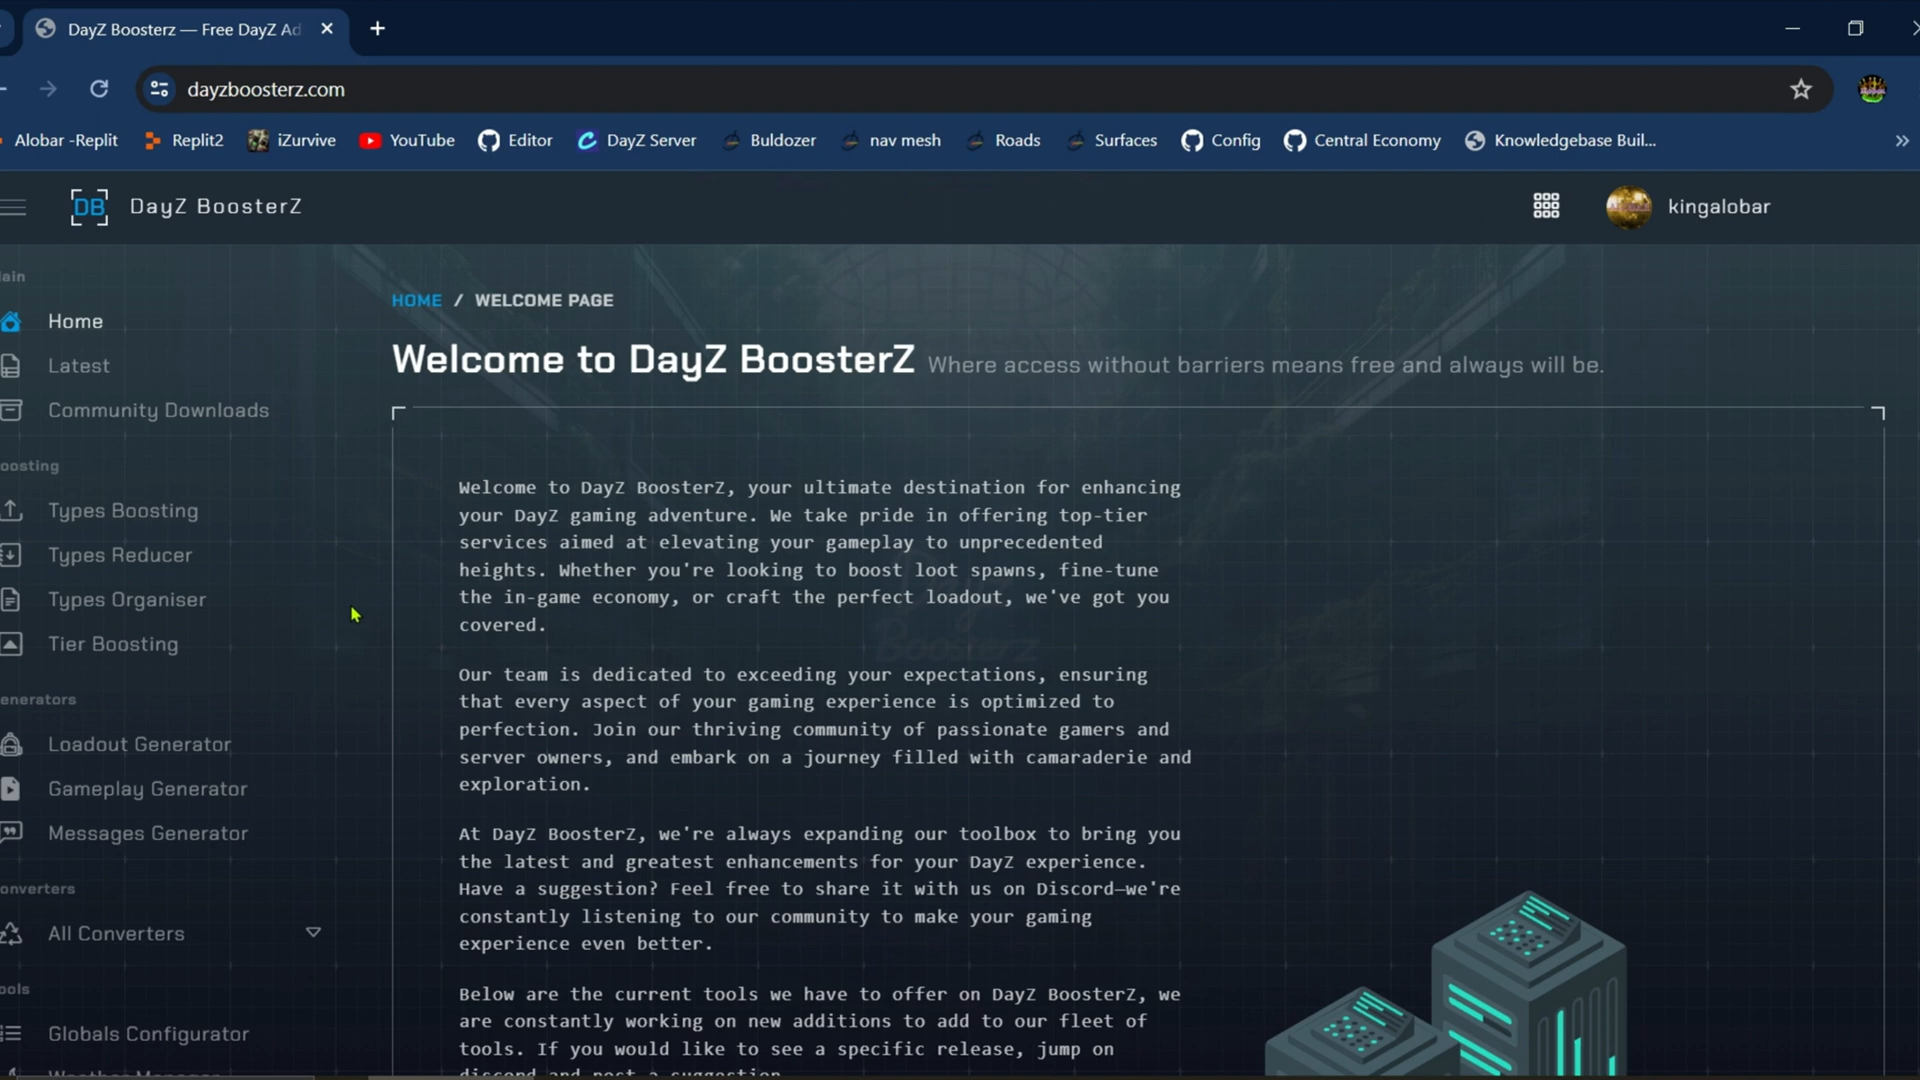 DayZ Boosterz — Free DayZ Ad
dayzboosterz.com
Alobar -Replit
Replit2
iZurvive
YouTube
Editor
DayZ Server
Buldozer
nav mesh
Roads
Surfaces
Config
Central Economy
Knowledgebase Buil...
DB
DayZ BoosterZ
kingalobar
ain
Home
Latest
Community Downloads
oosting
Types Boosting
Types Reducer
Types Organiser
Tier Boosting
enerators
Loadout Generator
Gameplay Generator
Messages Generator
onverters
All Converters
ools
Globals Configurator
Weather Manager
HOME / WELCOME PAGE
Welcome to DayZ BoosterZ Where access without barriers means free and always will be.
Welcome to DayZ BoosterZ, your ultimate destination for enhancing
your DayZ gaming adventure. We take pride in offering top-tier
services aimed at elevating your gameplay to unprecedented
heights. Whether you're looking to boost loot spawns, fine-tune
the in-game economy, or craft the perfect loadout, we've got you
covered.
Our team is dedicated to exceeding your expectations, ensuring
that every aspect of your gaming experience is optimized to
perfection. Join our thriving community of passionate gamers and
server owners, and embark on a journey filled with camaraderie and
exploration.
At DayZ BoosterZ, we're always expanding our toolbox to bring you
the latest and greatest enhancements for your DayZ experience.
Have a suggestion? Feel free to share it with us on Discord—we're
constantly listening to our community to make your gaming
experience even better.
Below are the current tools we have to offer on DayZ BoosterZ, we
are constantly working on new additions to add to our fleet of
tools. If you would like to see a specific release, jump on
discord and post a suggestion.
DayZ
Boosterz